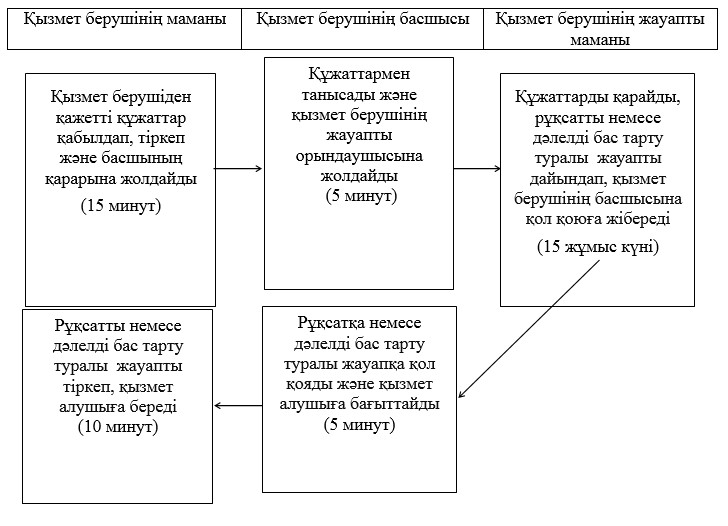 Қызмет берушінің маманы
Қызмет берушінің басшысы
Қызмет берушінің жауапты
маманы
Қызмет берушіден
қажетті құжаттар
қабылдап, тіркеп
және басшының
қарарына жолдайды
(15 минут)
Құжаттармен
танысады және
қызмет берушінің
жауапты
орындаушысына
жолдайды
(5 минут)
Құжаттарды қарайды,
рұқсатты немесе
дәлелді бас тарту
туралы жауапты
дайындап, қызмет
берушінің басшысына
қол қоюға жібереді
(15 жұмыс күні)
Рұқсатты немесе
дәлелді бас тарту
туралы жауапты
тіркеп, қызмет
алушыға береді
(10 минут)
Рұқсатқа немесе
дәлелді бас тарту
туралы жауапқа қол
қояды және қызмет
алушыға бағыттайды
(5 минут)